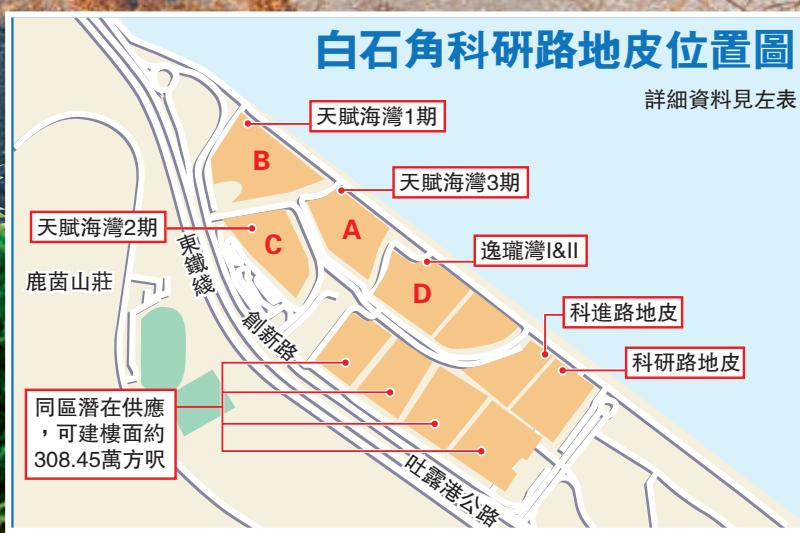 白石角科研路地皮位置圖
詳細資料見左表
天賦海灣1期
B
天賦海灣3期
天賦海灣2期
A
C
逸瓏灣I&II
東鐵綫
鹿茵山莊
D
科進路地皮
創新路
科研路地皮
同區潛在供應
，可建樓面約
308.45萬方呎
吐露港公路